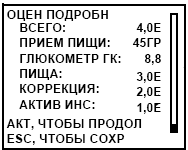 ОЦЕН ПОДРОБН
ВСЕГО: 4,0Е
ПРИЕМ ПИЩИ: 45ГР
ГЛЮКОМЕТР ГК: 8,8
ПИЩА: 3,0Е
КОРРЕКЦИЯ: 2,0Е
АКТИВ ИНС: 1,0Е
АКТ, ЧТОБЫ ПРОДОЛ
ESC, ЧТОБЫ СОХР